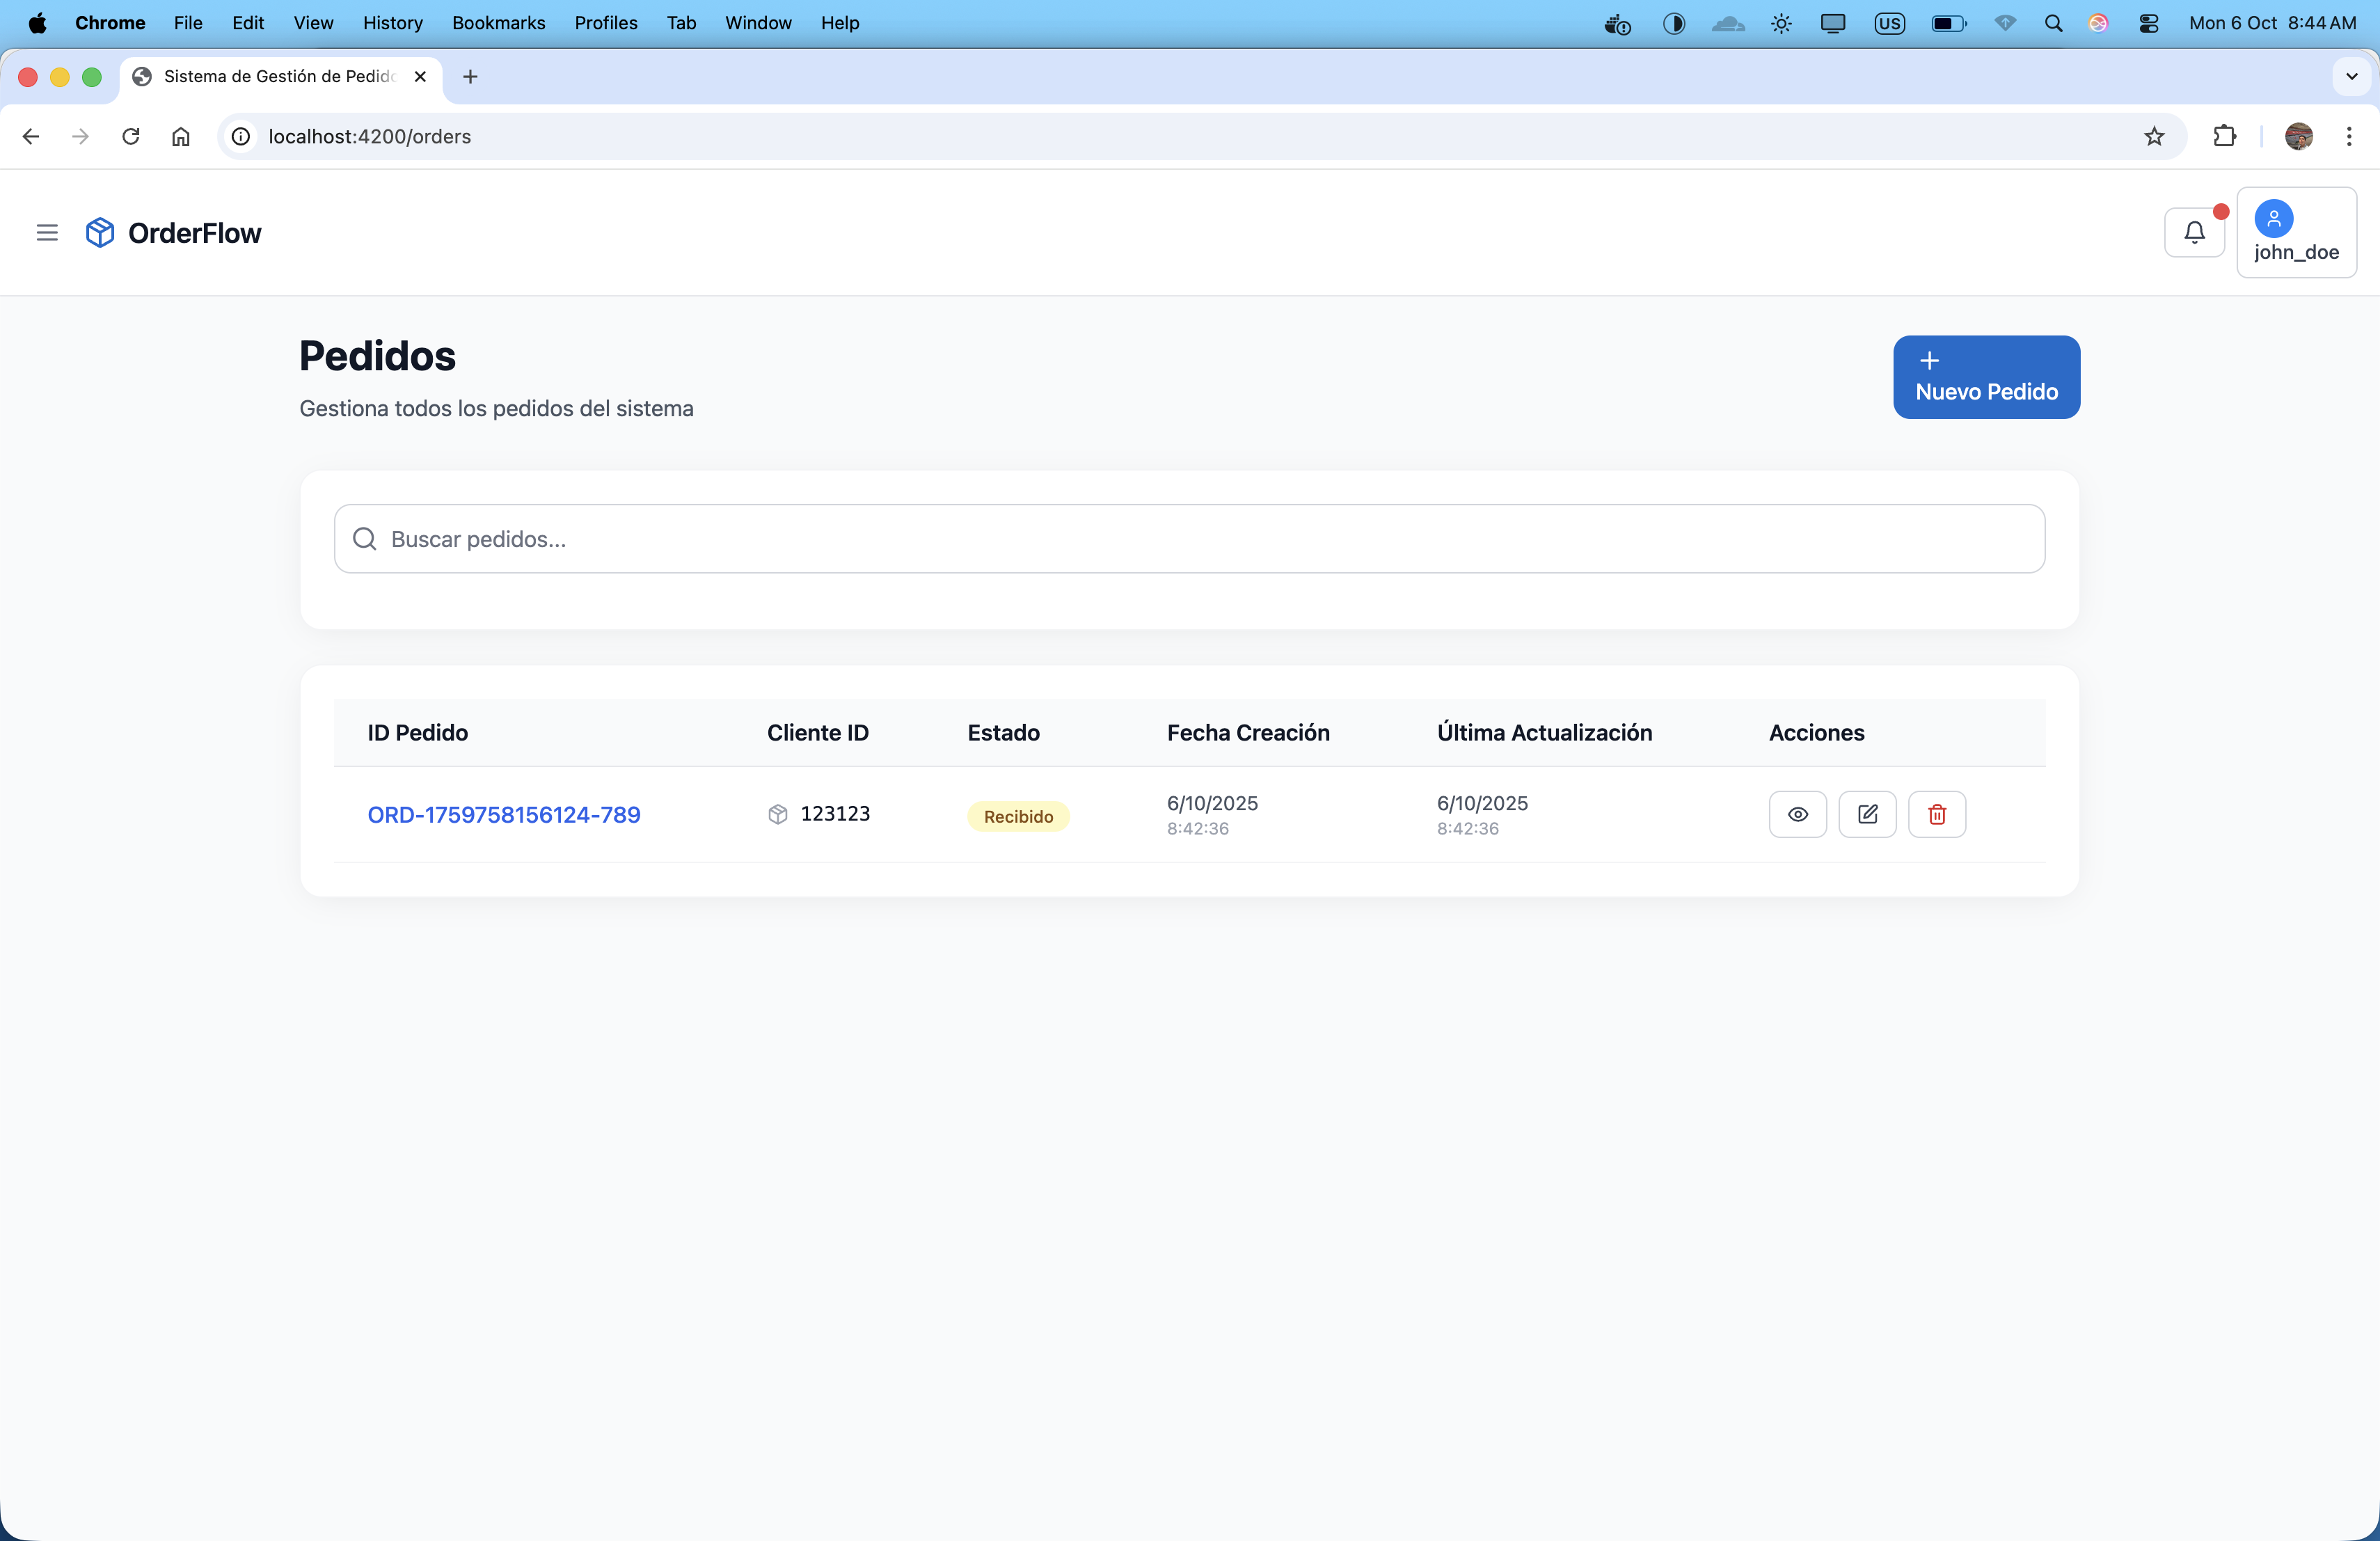 Chrome File Edit View History Bookmarks Profiles Tab Window Help US Mon 6 Oct 8:44 AM
Sistema de Gestión de Pedido
localhost:4200/orders
OrderFlow
john_doe
Pedidos
Gestiona todos los pedidos del sistema
+
Nuevo Pedido
Buscar pedidos...
ID Pedido Cliente ID Estado Fecha Creación Última Actualización Acciones
ORD-1759758156124-789 123123 Recibido 6/10/2025 6/10/2025
8:42:36 8:42:36